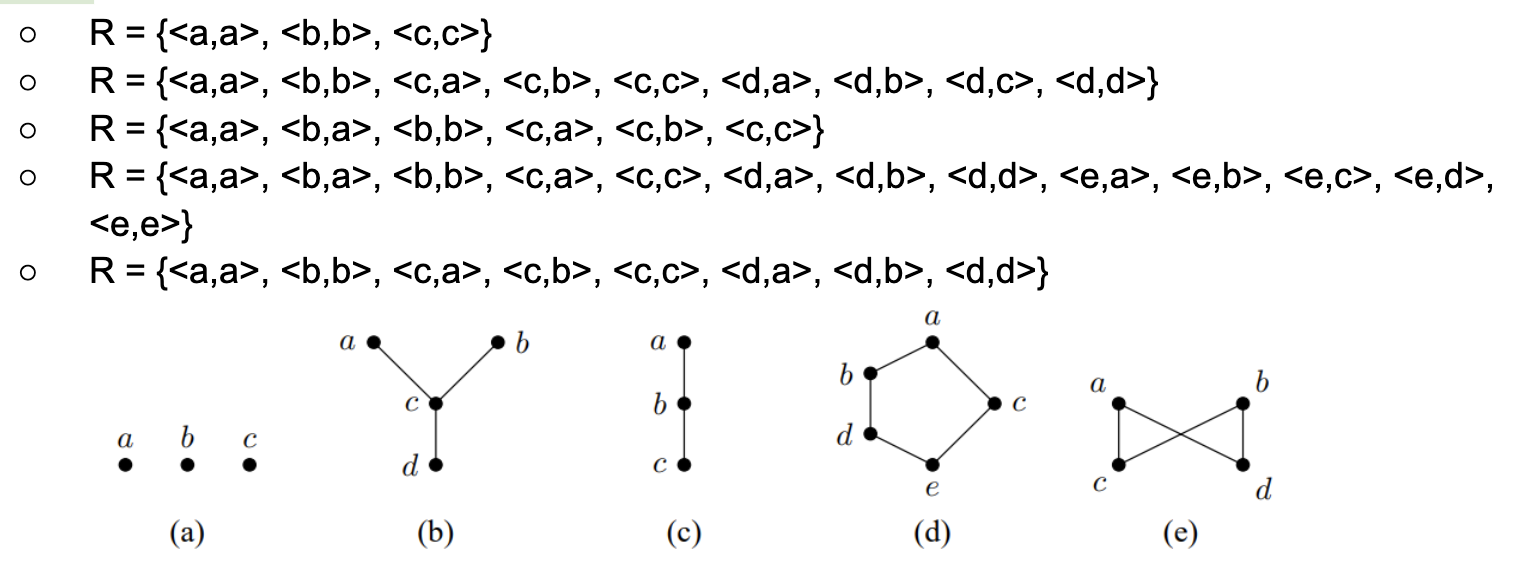 ○ R = {<a,a>, <b,b>, <c,c>}
○ R = {<a,a>, <b,b>, <c,a>, <c,b>, <c,c>, <d,a>, <d,b>, <d,c>, <d,d>}
○ R = {<a,a>, <b,a>, <b,b>, <c,a>, <c,b>, <c,c>}
○ R = {<a,a>, <b,a>, <b,b>, <c,a>, <c,c>, <d,a>, <d,b>, <d,d>, <e,a>, <e,b>, <e,c>, <e,d>,
<e,e>}
○ R = {<a,a>, <b,b>, <c,a>, <c,b>, <c,c>, <d,a>, <d,b>, <d,d>}
a b c
(a)
a b
c
d
(b)
a
b
c
(c)
a
b
c
d
e
(d)
a b
c d
(e)